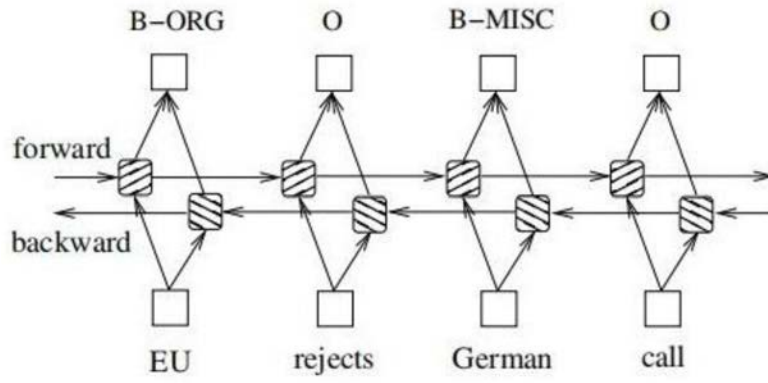 B-ORG O B-MISC O
forward
backward
EU rejects German call